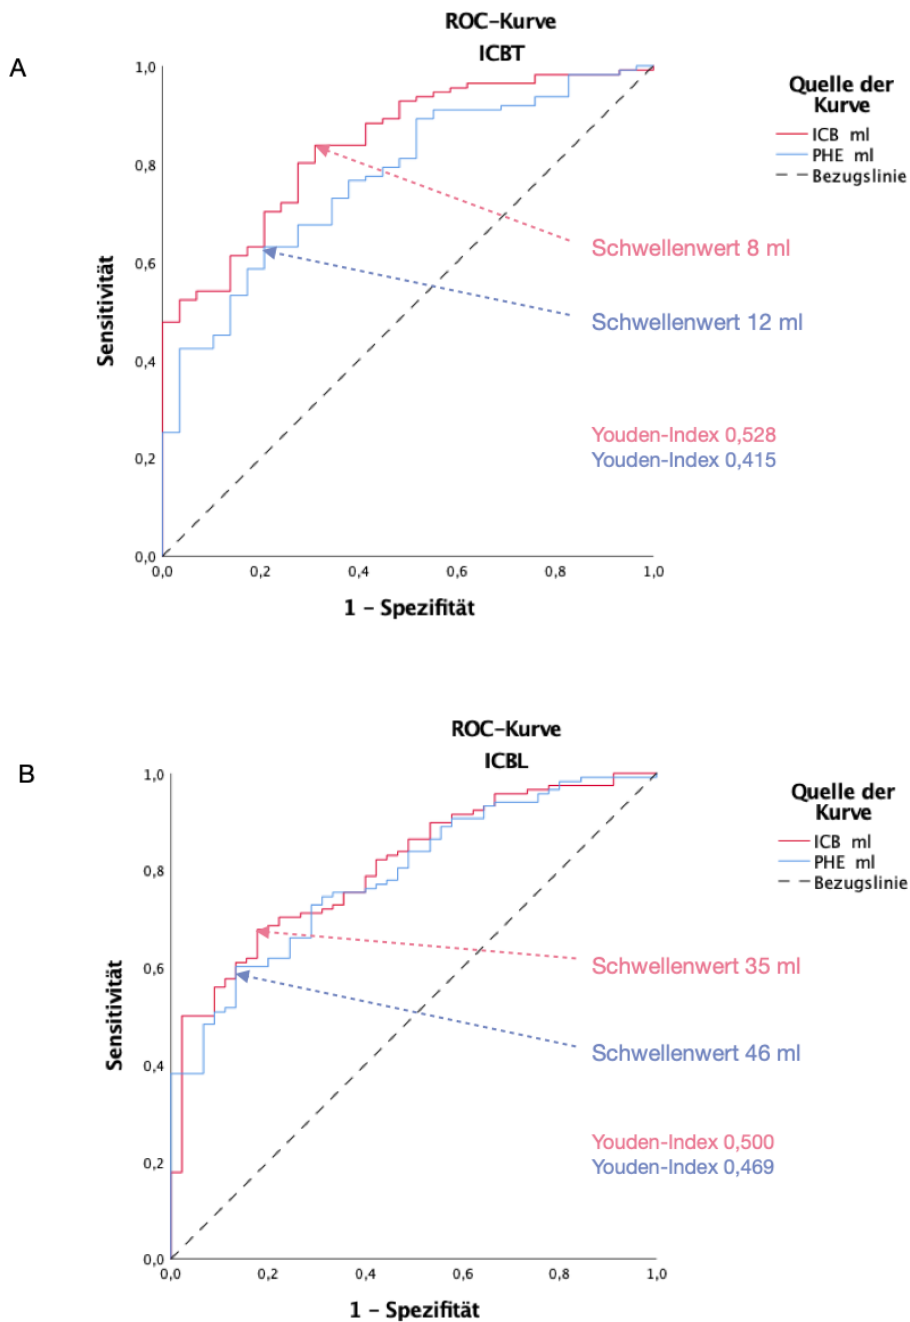 ROC-Kurve
ICBT
A
Quelle der
Kurve
ICB ml
PHE ml
Bezugslinie
1,0
0,8
0,6
0,4
0,2
0,0
Sensitivität
0,0 0,2 0,4 0,6 0,8 1,0
1 – Spezifität
Schwellenwert 8 ml
Schwellenwert 12 ml
Youden-Index 0,528
Youden-Index 0,415
ROC-Kurve
ICBL
B
Quelle der
Kurve
ICB ml
PHE ml
Bezugslinie
1,0
0,8
0,6
0,4
0,2
0,0
Sensitivität
0,0 0,2 0,4 0,6 0,8 1,0
1 – Spezifität
Schwellenwert 35 ml
Schwellenwert 46 ml
Youden-Index 0,500
Youden-Index 0,469